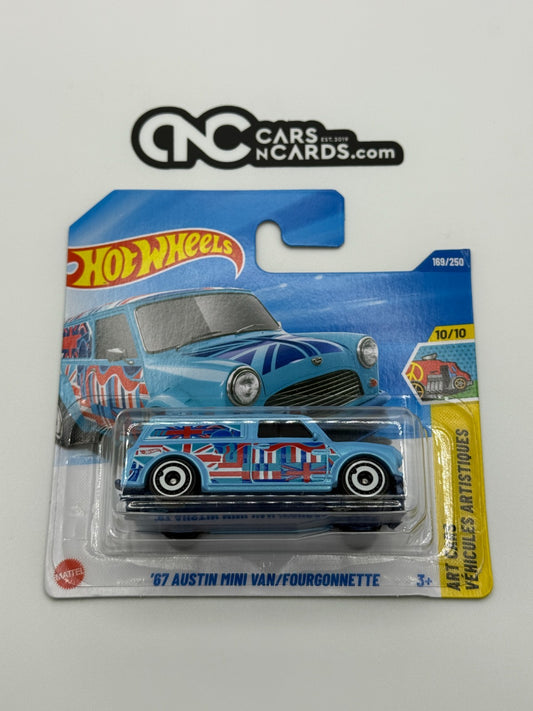 CNC CARS EST. 2019
NCARDS.com
HOT WHEELS
169/250
10/10
ART CARS
VÉHICULES ARTISTIQUES
MATTEL
'67 AUSTIN MINI VAN/FOURGONNETTE
3+